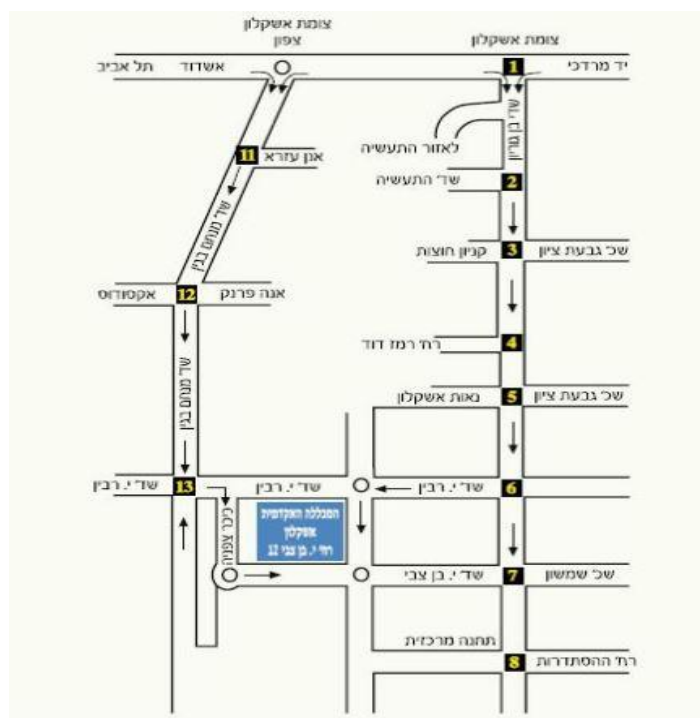 צומת אשקלון
צומת אשקלון
צפון
יד מרדכי
1
אשדוד
תל אביב
שד' בן גוריון
לאזור התעשיה
11
אבן עזרא
2
שד' התעשיה
שד' מנחם בגין
שכ' גבעת ציון
3
קניון חוצות
אנה פרנק
12
אקסודוס
4
רח' רמז דוד
שד' מנחם בגין
שכ' גבעת ציון
5
נאות אשקלון
6
שד' י. רבין
שד' י. רבין
13
שד' י. רבין
המכללה האקדמית
אשקלון
רח' י. בן צבי 12
כיכר צפניה
שכ' שמשון
7
שד' י. בן צבי
תחנה מרכזית
רח' ההסתדרות
8